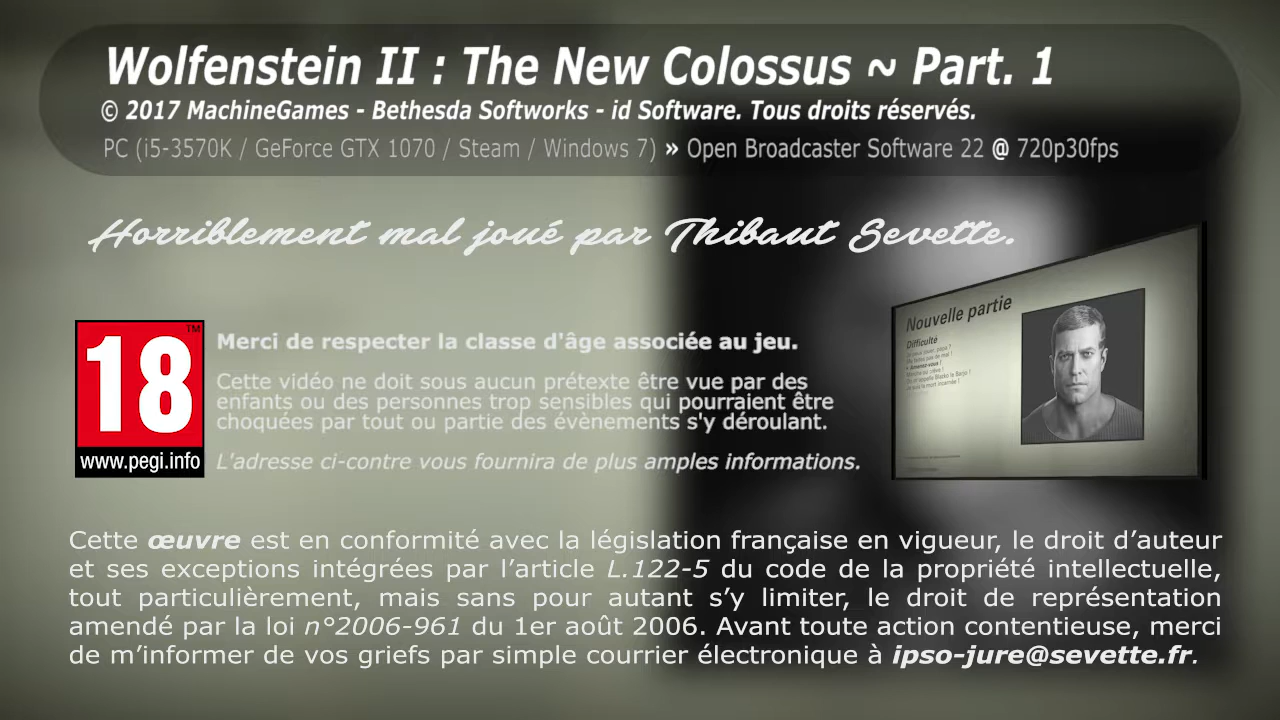 Wolfenstein II : The New Colossus ~ Part. 1
© 2017 MachineGames - Bethesda Softworks - id Software. Tous droits réservés.
PC (i5-3570K / GeForce GTX 1070 / Steam / Windows 7) » Open Broadcaster Software 22 @ 720p30fps
Horriblement mal joué par Thibaut Sevette.
18
TM
www.pegi.info
Merci de respecter la classe d'âge associée au jeu.
Cette vidéo ne doit sous aucun prétexte être vue par des
enfants ou des personnes trop sensibles qui pourraient être
choquées par tout ou partie des évènements s'y déroulant.
L'adresse ci-contre vous fournira de plus amples informations.
Nouvelle partie
Difficulté
Cette œuvre est en conformité avec la législation française en vigueur, le droit d’auteur
et ses exceptions intégrées par l’article L.122-5 du code de la propriété intellectuelle,
tout particulièrement, mais sans pour autant s’y limiter, le droit de représentation
amendé par la loi n°2006-961 du 1er août 2006. Avant toute action contentieuse, merci
de m’informer de vos griefs par simple courrier électronique à ipso-jure@sevette.fr.